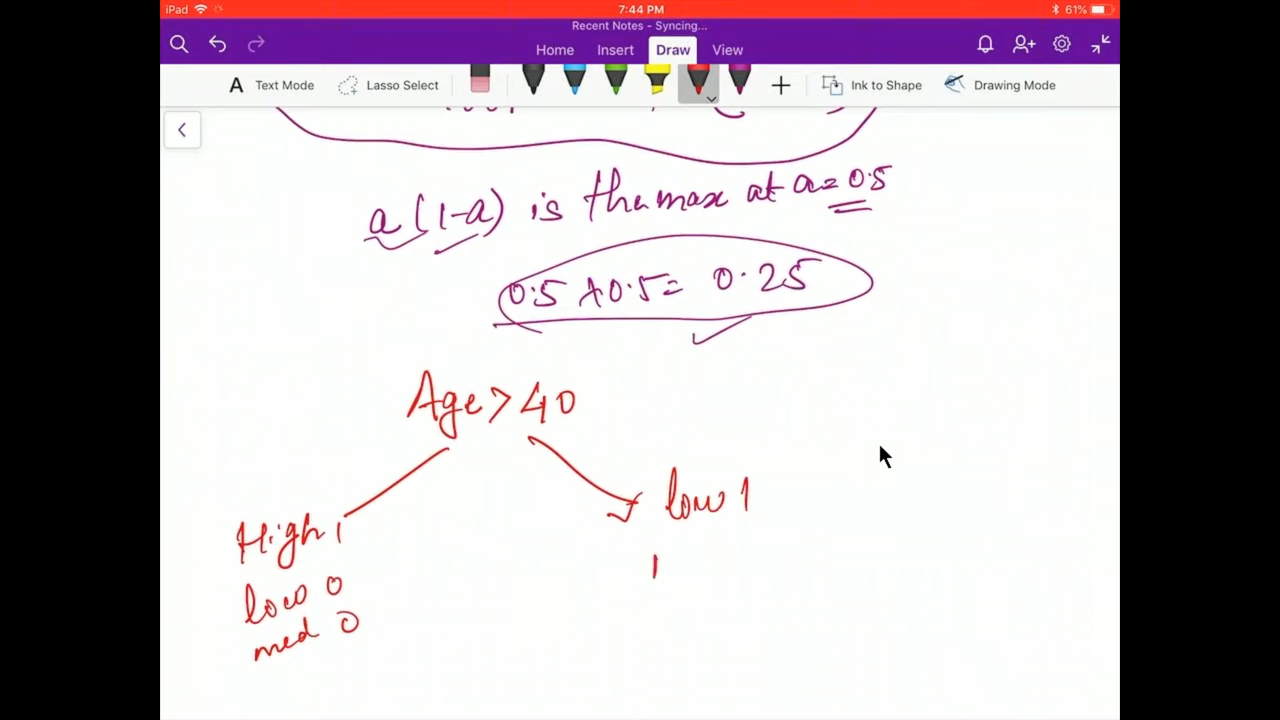 iPad 7:44 PM 61%
Recent Notes - Syncing...
Home Insert Draw View
A Text Mode Lasso Select Ink to Shape Drawing Mode
a(1-a) is the max at a=0.5
0.5 x 0.5 = 0.25
Age > 40
low 1
High 1
low 0
med 0